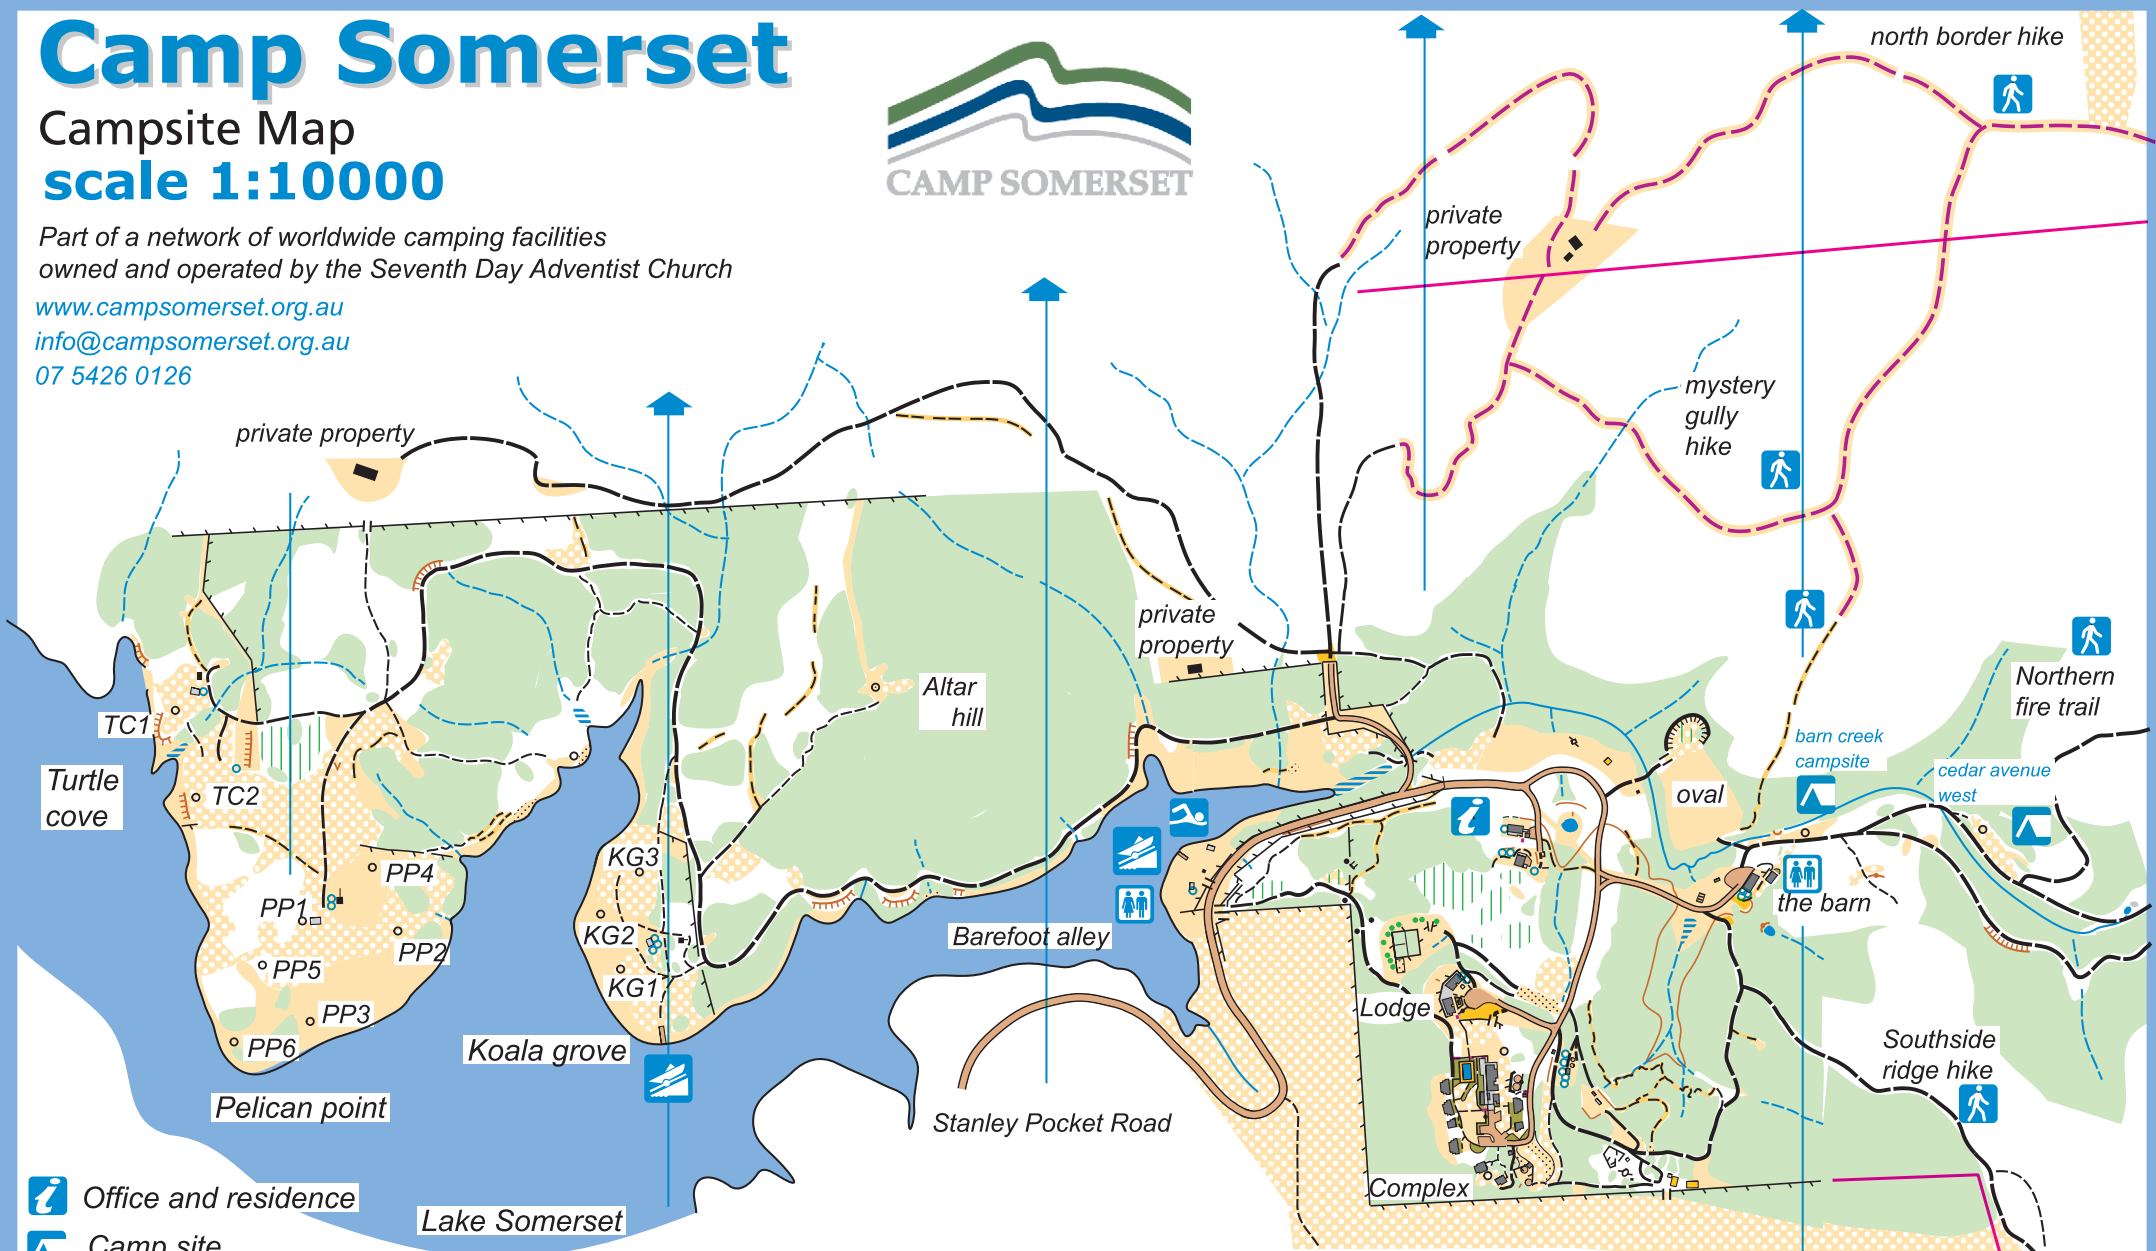 Camp Somerset
Campsite Map
scale 1:10000
Part of a network of worldwide camping facilities
owned and operated by the Seventh Day Adventist Church
www.campsomerset.org.au
info@campsomerset.org.au
07 5426 0126
CAMP SOMERSET
north border hike
private
property
mystery
gully
hike
private property
private
property
Altar
hill
Northern
fire trail
TC1
Turtle
cove
TC2
barn creek
campsite
cedar avenue
west
oval
i
KG3
PP4
PP1
KG2
PP2
PP5
KG1
PP3
PP6
Barefoot alley
the barn
Lodge
Koala grove
Pelican point
Stanley Pocket Road
Southside
ridge hike
Complex
i Office and residence
Lake Somerset
Camp site